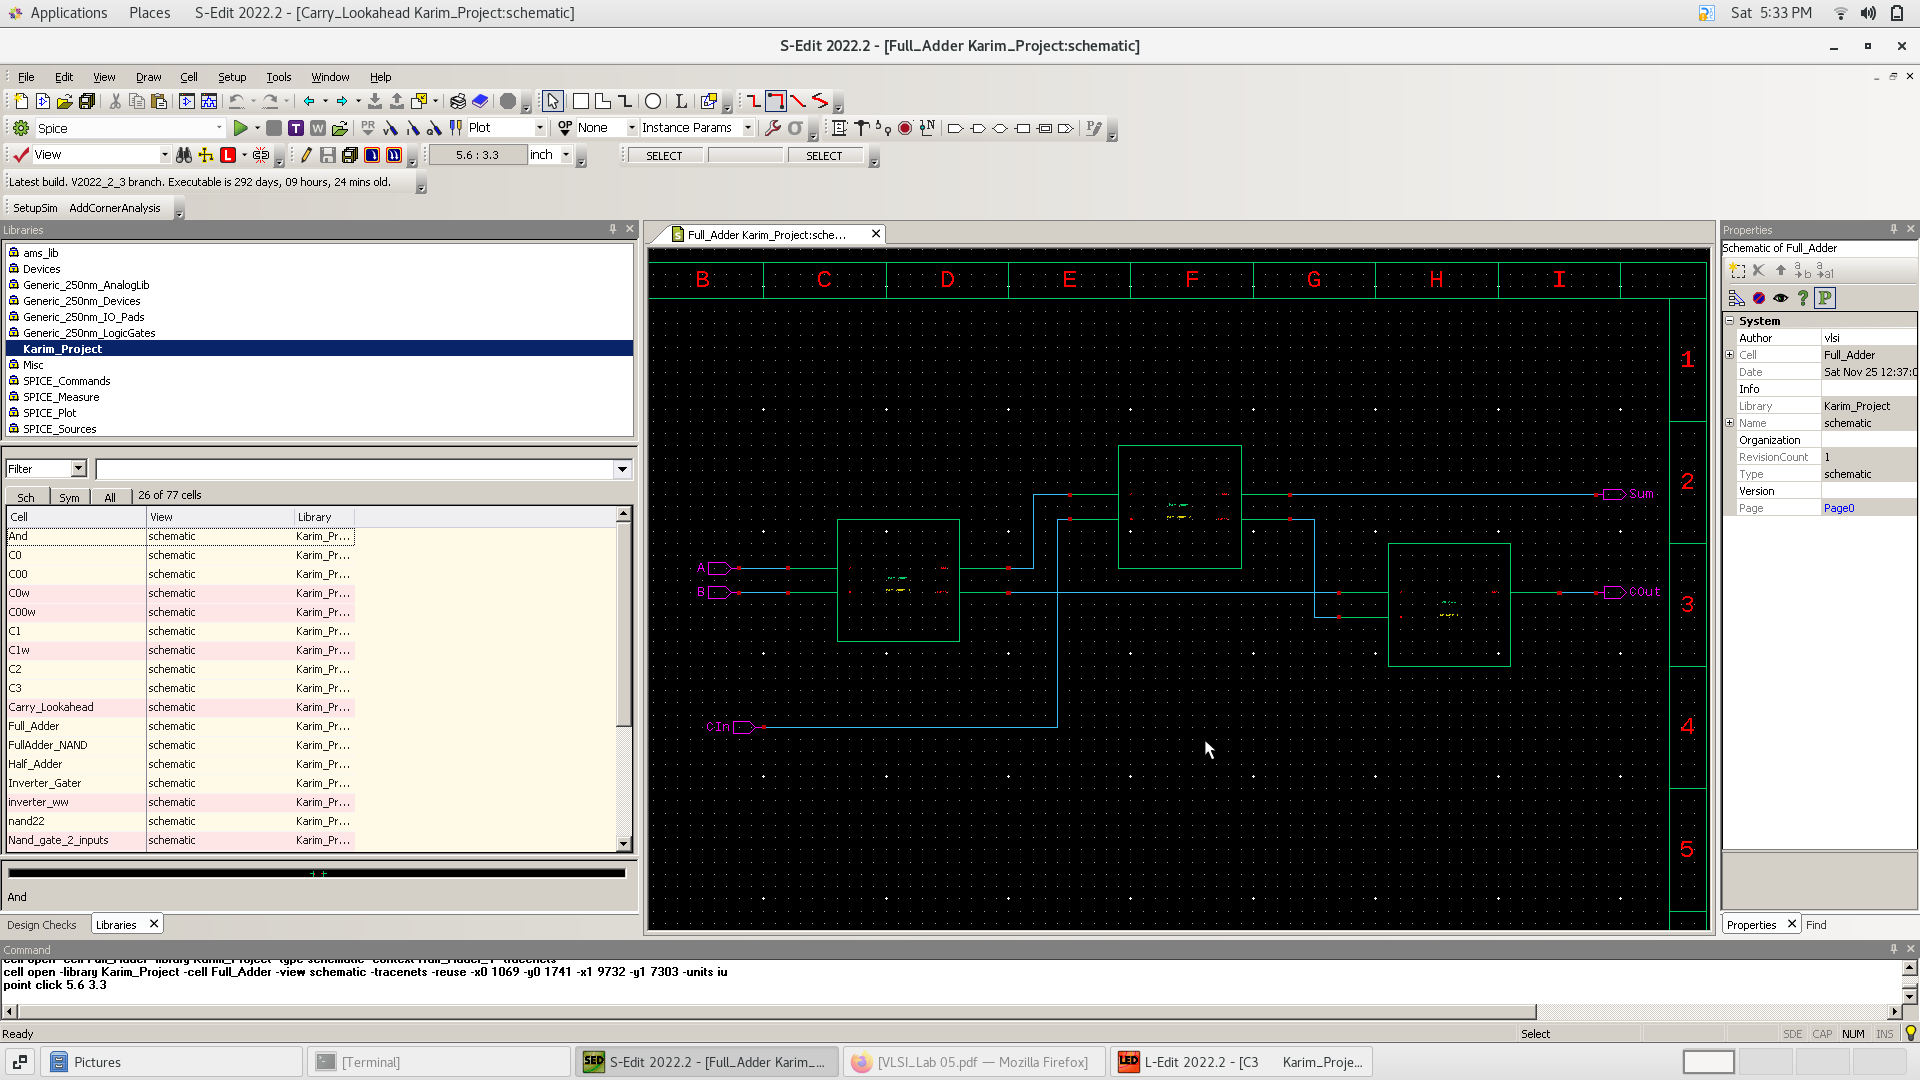 Applications Places S-Edit 2022.2 - [Carry_Lookahead Karim_Project:schematic] Sat 5:33 PM
S-Edit 2022.2 - [Full_Adder Karim_Project:schematic]
File Edit View Draw Cell Setup Tools Window Help
Spice Plot None Instance Params
View 5.6 : 3.3 inch SELECT SELECT
Latest build. V2022_2_3 branch. Executable is 292 days, 09 hours, 24 mins old.
SetupSim AddCornerAnalysis
Libraries
ams_lib
Devices
Generic_250nm_AnalogLib
Generic_250nm_Devices
Generic_250nm_IO_Pads
Generic_250nm_LogicGates
Karim_Project
Misc
SPICE_Commands
SPICE_Measure
SPICE_Plot
SPICE_Sources
Filter
Sch Sym All 26 of 77 cells
Cell View Library
And schematic Karim_Pr...
C0 schematic Karim_Pr...
C00 schematic Karim_Pr...
C0w schematic Karim_Pr...
C00w schematic Karim_Pr...
C1 schematic Karim_Pr...
C1w schematic Karim_Pr...
C2 schematic Karim_Pr...
C3 schematic Karim_Pr...
Carry_Lookahead schematic Karim_Pr...
Full_Adder schematic Karim_Pr...
FullAdder_NAND schematic Karim_Pr...
Half_Adder schematic Karim_Pr...
Inverter_Gater schematic Karim_Pr...
inverter_ww schematic Karim_Pr...
nand22 schematic Karim_Pr...
Nand_gate_2_inputs schematic Karim_Pr...
And
Design Checks Libraries
Full_Adder Karim_Project:sche...
B C D E F G H I
1
2
3
4
5
A
B
CIn
Sum
COut
Properties
Schematic of Full_Adder
System
Author vlsi
Cell Full_Adder
Date Sat Nov 25 12:37:0
Info
Library Karim_Project
Name schematic
Organization
RevisionCount 1
Type schematic
Version
Page Page0
Properties Find
Command
cell open -library Karim_Project -cell Full_Adder -view schematic -tracenets -reuse -x0 1069 -y0 1741 -x1 9732 -y1 7303 -units iu
point click 5.6 3.3
Ready Select SDE CAP NUM INS
Pictures [Terminal] S-Edit 2022.2 - [Full_Adder Karim_... [VLSI_Lab 05.pdf — Mozilla Firefox] L-Edit 2022.2 - [C3 Karim_Proje...